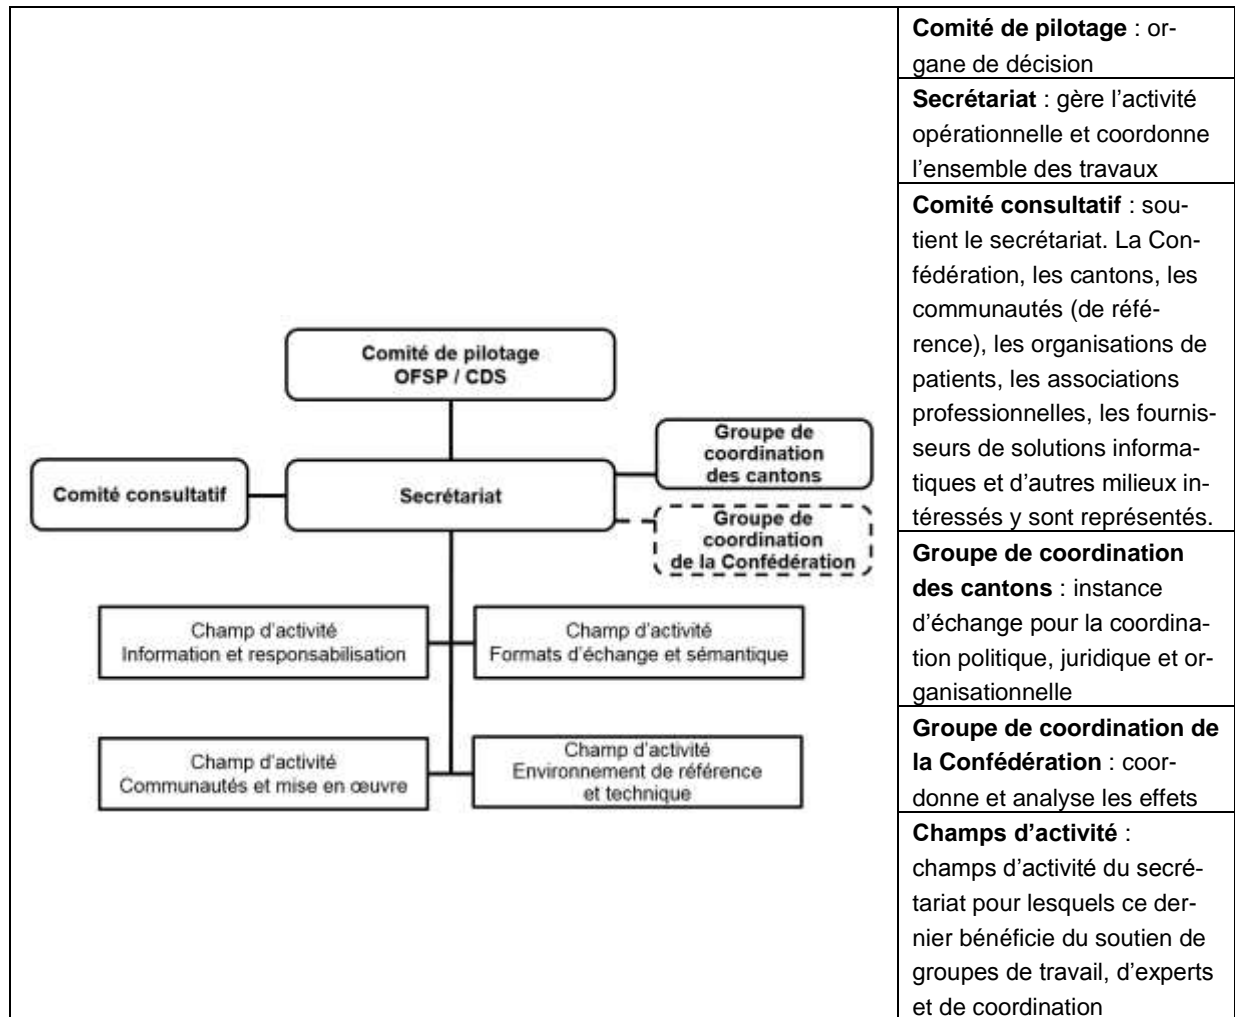 Comité de pilotage
OFSP / CDS
Groupe de
coordination
des cantons
Comité consultatif
Secrétariat
Groupe de
coordination
de la Confédération
Champ d'activité
Information et responsabilisation
Champ d'activité
Formats d'échange et sémantique
Champ d'activité
Communautés et mise en œuvre
Champ d'activité
Environnement de référence
et technique
Comité de pilotage : or-
gane de décision
Secrétariat : gère l'activité
opérationnelle et coordonne
l'ensemble des travaux
Comité consultatif : sou-
tient le secrétariat. La Con-
fédération, les cantons, les
communautés (de réfé-
rence), les organisations de
patients, les associations
professionnelles, les fournis-
seurs de solutions informa-
tiques et d'autres milieux in-
téressés y sont représentés.
Groupe de coordination
des cantons : instance
d'échange pour la coordina-
tion politique, juridique et or-
ganisationnelle
Groupe de coordination de
la Confédération : coor-
donne et analyse les effets
Champs d'activité :
champs d'activité du secré-
tariat pour lesquels ce der-
nier bénéficie du soutien de
groupes de travail, d'experts
et de coordination